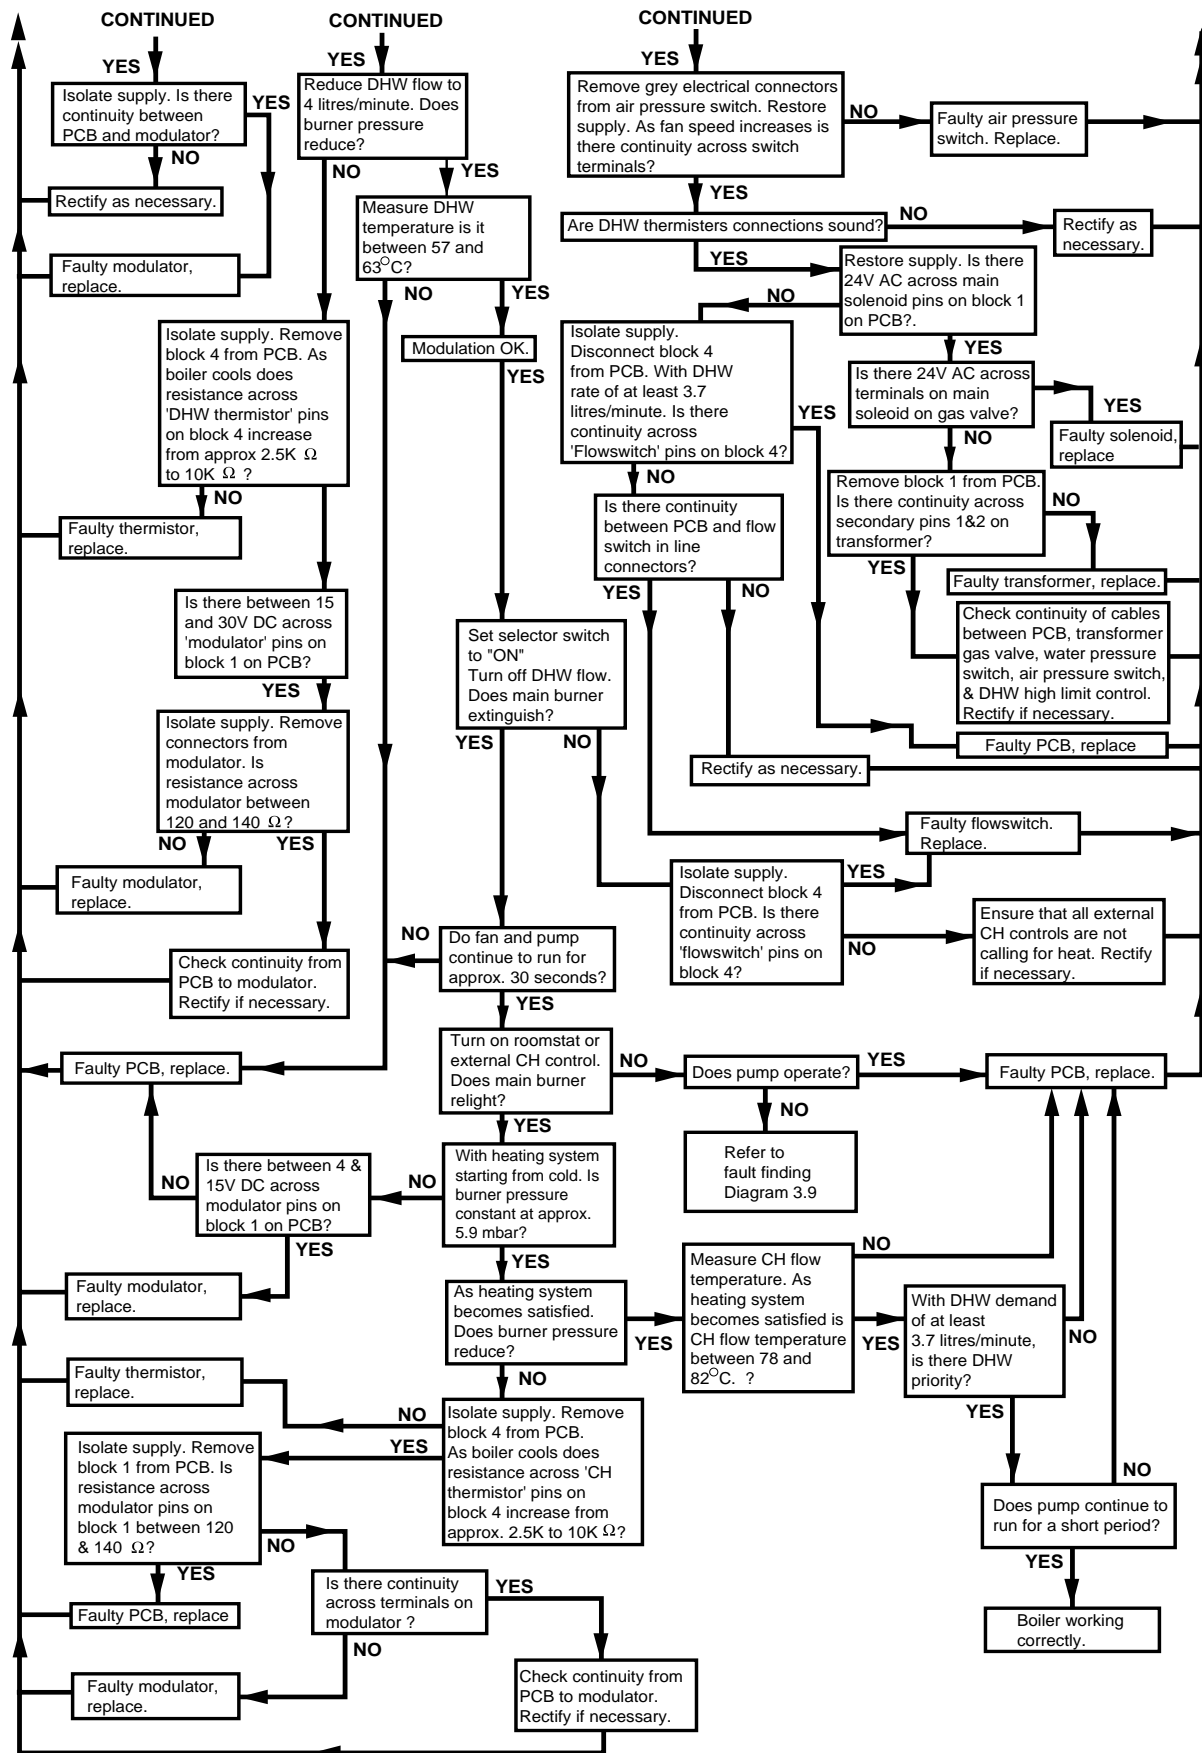 CONTINUED
YES
Isolate supply. Is there
continuity between
PCB and modulator?
YES
NO
Rectify as necessary.
Faulty modulator,
replace.
CONTINUED
YES
Reduce DHW flow to
4 litres/minute. Does
burner pressure
reduce?
NO
YES
Measure DHW
temperature is it
between 57 and
63°C?
NO
YES
Modulation OK.
YES
Isolate supply. Remove
block 4 from PCB. As
boiler cools does
resistance across
'DHW thermistor' pins
on block 4 increase
from approx 2.5K Ω
to 10K Ω ?
NO
Faulty thermistor,
replace.
Is there between 15
and 30V DC across
'modulator' pins on
block 1 on PCB?
YES
Isolate supply. Remove
connectors from
modulator. Is
resistance across
modulator between
120 and 140 Ω?
NO
YES
Faulty modulator,
replace.
Check continuity from
PCB to modulator.
Rectify if necessary.
Set selector switch
to "ON"
Turn off DHW flow.
Does main burner
extinguish?
YES
NO
NO
Do fan and pump
continue to run for
approx. 30 seconds?
YES
Turn on roomstat or
external CH control.
Does main burner
relight?
NO
YES
Faulty PCB, replace.
With heating system
starting from cold. Is
burner pressure
constant at approx.
5.9 mbar?
NO
Is there between 4 &
15V DC across
modulator pins on
block 1 on PCB?
NO
YES
Faulty modulator,
replace.
YES
As heating system
becomes satisfied.
Does burner pressure
reduce?
YES
NO
Faulty thermistor,
replace.
NO
YES
Isolate supply. Remove
block 4 from PCB.
As boiler cools does
resistance across 'CH
thermistor' pins on
block 4 increase from
approx. 2.5K to 10K Ω?
Isolate supply. Remove
block 1 from PCB. Is
resistance across
modulator pins on
block 1 between 120
& 140 Ω?
NO
YES
Faulty PCB, replace
Is there continuity
across terminals on
modulator ?
YES
NO
Faulty modulator,
replace.
Check continuity from
PCB to modulator.
Rectify if necessary.
CONTINUED
YES
Remove grey electrical connectors
from air pressure switch. Restore
supply. As fan speed increases is
there continuity across switch
terminals?
NO
Faulty air pressure
switch. Replace.
YES
Are DHW thermisters connections sound?
NO
Rectify as
necessary.
YES
Restore supply. Is there
24V AC across main
solenoid pins on block 1
on PCB?.
NO
YES
Isolate supply.
Disconnect block 4
from PCB. With DHW
rate of at least 3.7
litres/minute. Is there
continuity across
'Flowswitch' pins on block 4?
YES
NO
Is there 24V AC across
terminals on main
soleoid on gas valve?
YES
Faulty solenoid,
replace
NO
Remove block 1 from PCB.
Is there continuity across
secondary pins 1&2 on
transformer?
NO
YES
Faulty transformer, replace.
Is there continuity
between PCB and flow
switch in line
connectors?
YES
NO
Check continuity of cables
between PCB, transformer
gas valve, water pressure
switch, air pressure switch,
& DHW high limit control.
Rectify if necessary.
Faulty PCB, replace
Rectify as necessary.
Faulty flowswitch.
Replace.
Isolate supply.
Disconnect block 4
from PCB. Is there
continuity across
'flowswitch' pins on
block 4?
YES
NO
Ensure that all external
CH controls are not
calling for heat. Rectify
if necessary.
Does pump operate?
YES
Faulty PCB, replace.
NO
Refer to
fault finding
Diagram 3.9
Measure CH flow
temperature. As
heating system
becomes satisfied is
CH flow temperature
between 78 and
82°C. ?
NO
YES
With DHW demand
of at least
3.7 litres/minute,
is there DHW
priority?
NO
YES
NO
Does pump continue to
run for a short period?
YES
Boiler working
correctly.